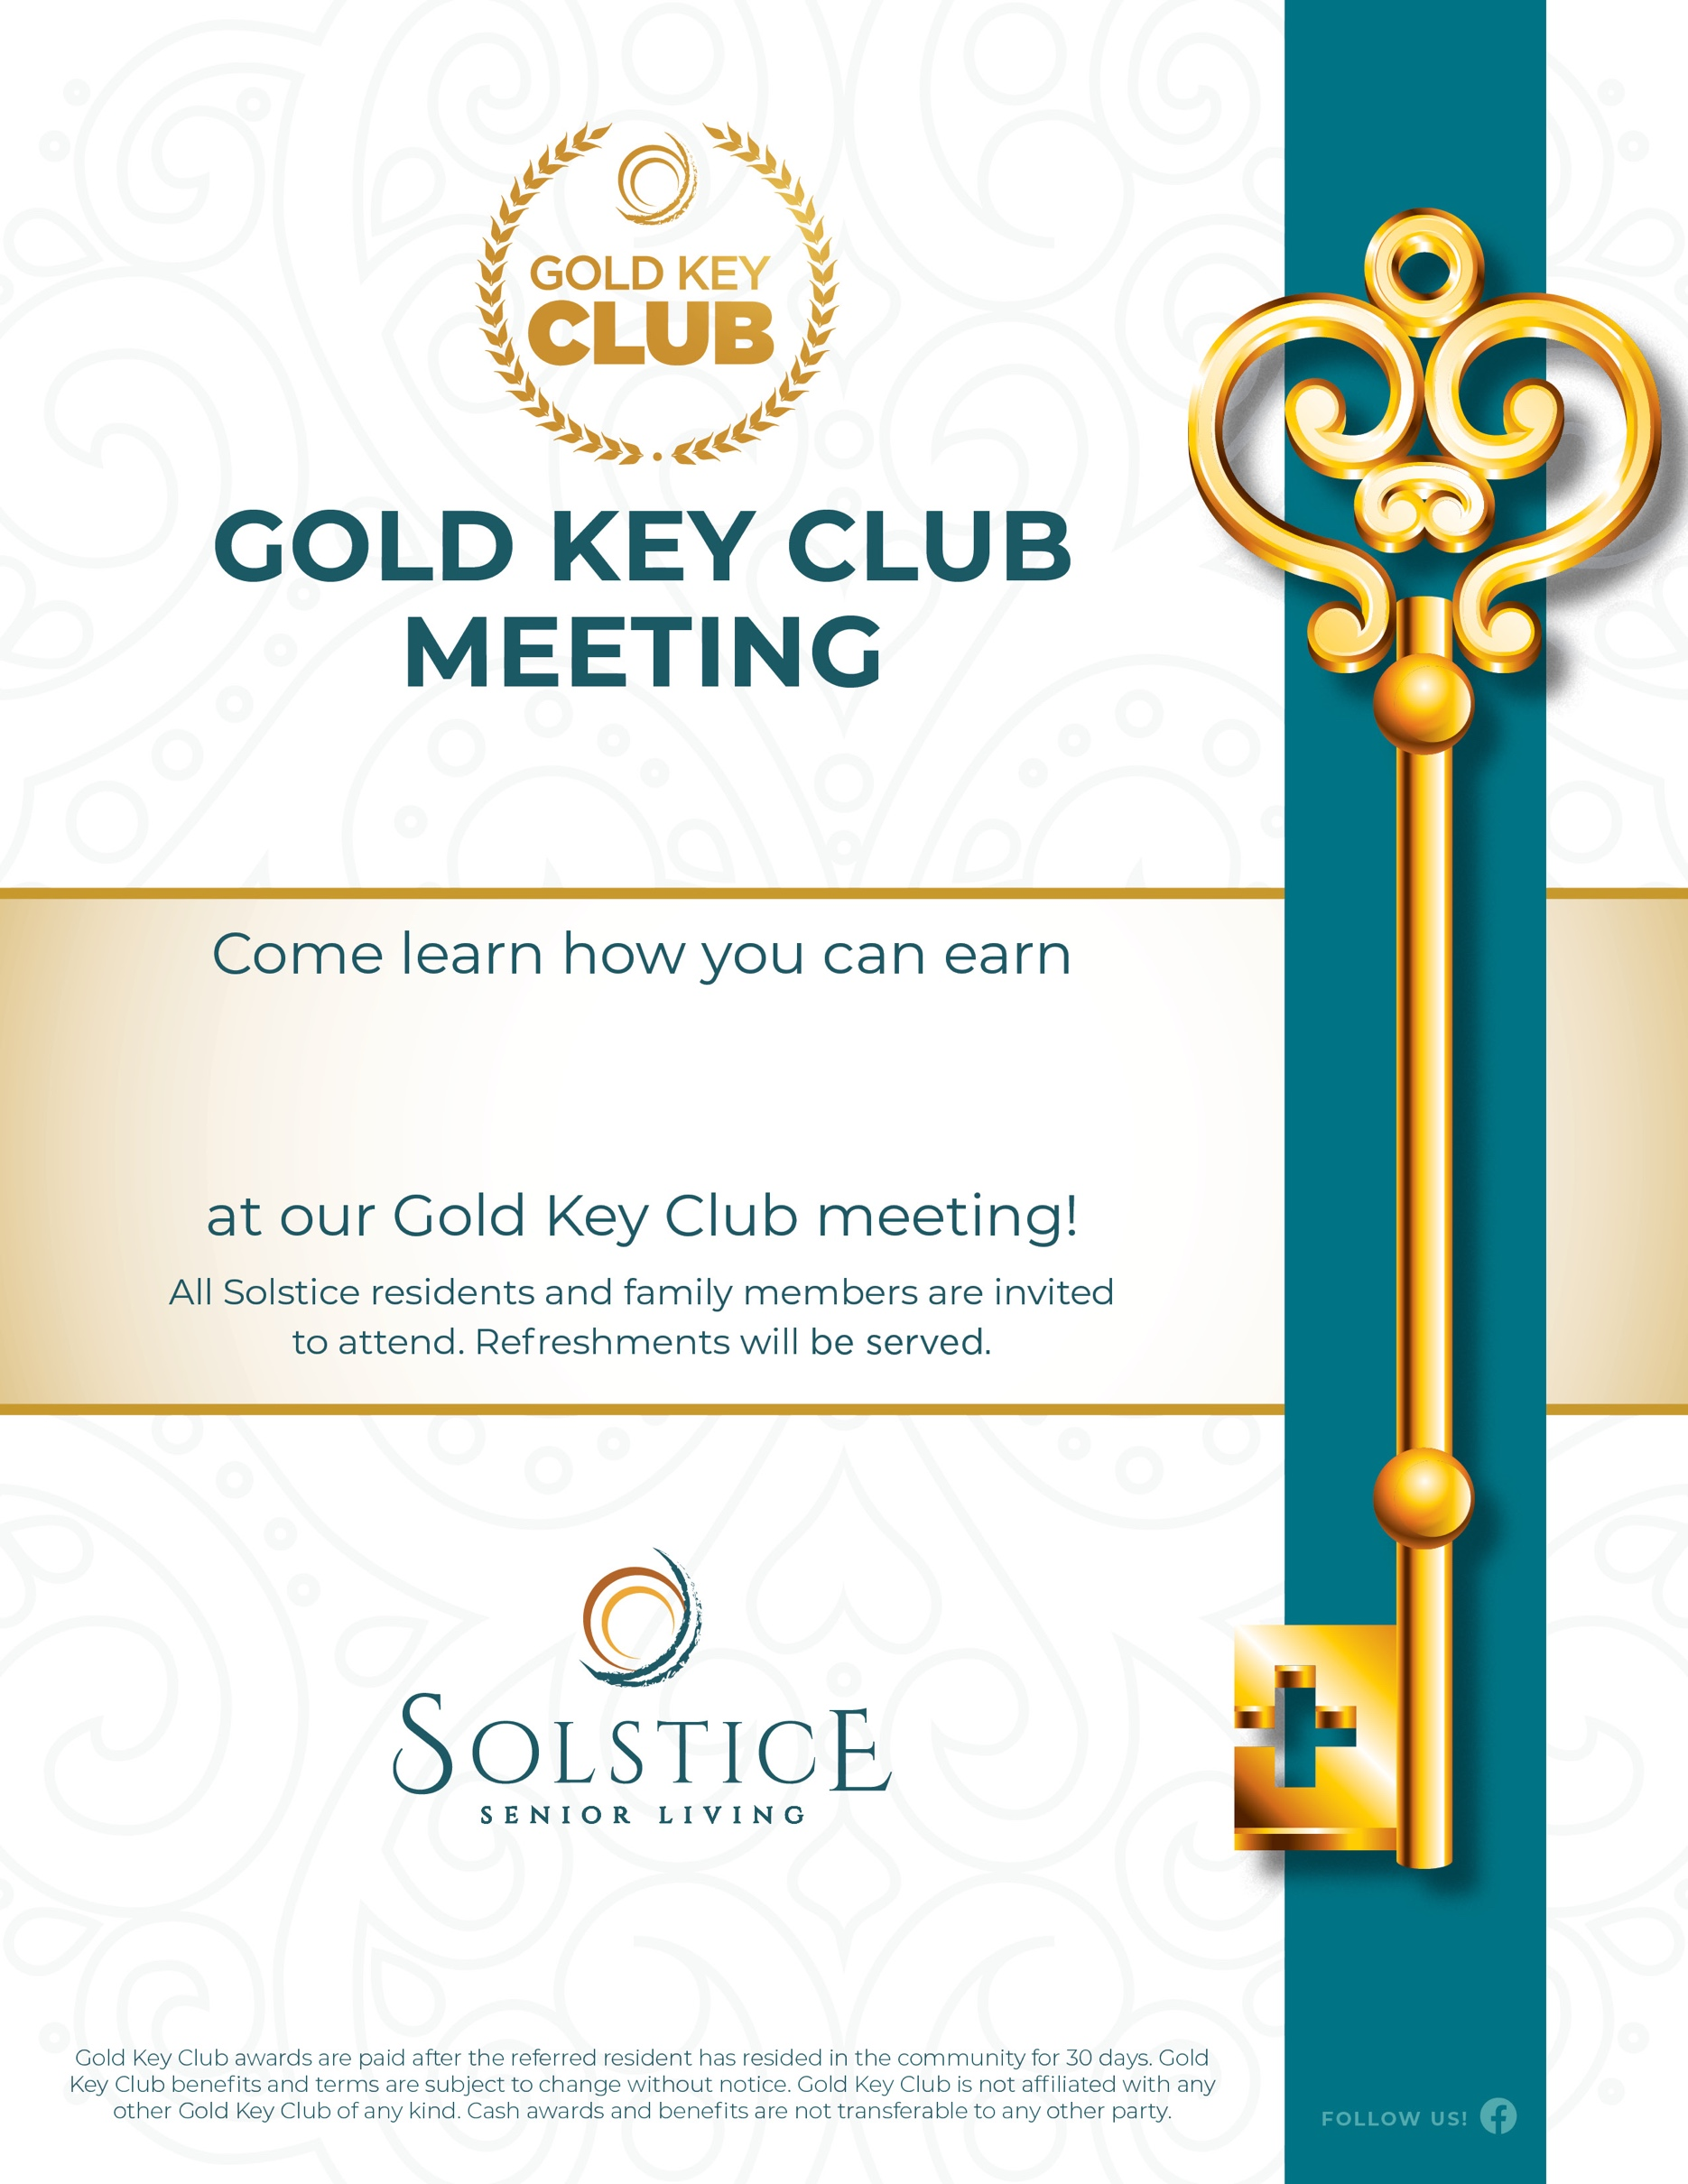 GOLD KEY
CLUB
GOLD KEY CLUB
MEETING
Come learn how you can earn
at our Gold Key Club meeting!
All Solstice residents and family members are invited
to attend. Refreshments will be served.
SOLSTICE
SENIOR LIVING
Gold Key Club awards are paid after the referred resident has resided in the community for 30 days. Gold
Key Club benefits and terms are subject to change without notice. Gold Key Club is not affiliated with any
other Gold Key Club of any kind. Cash awards and benefits are not transferable to any other party.
FOLLOW US!